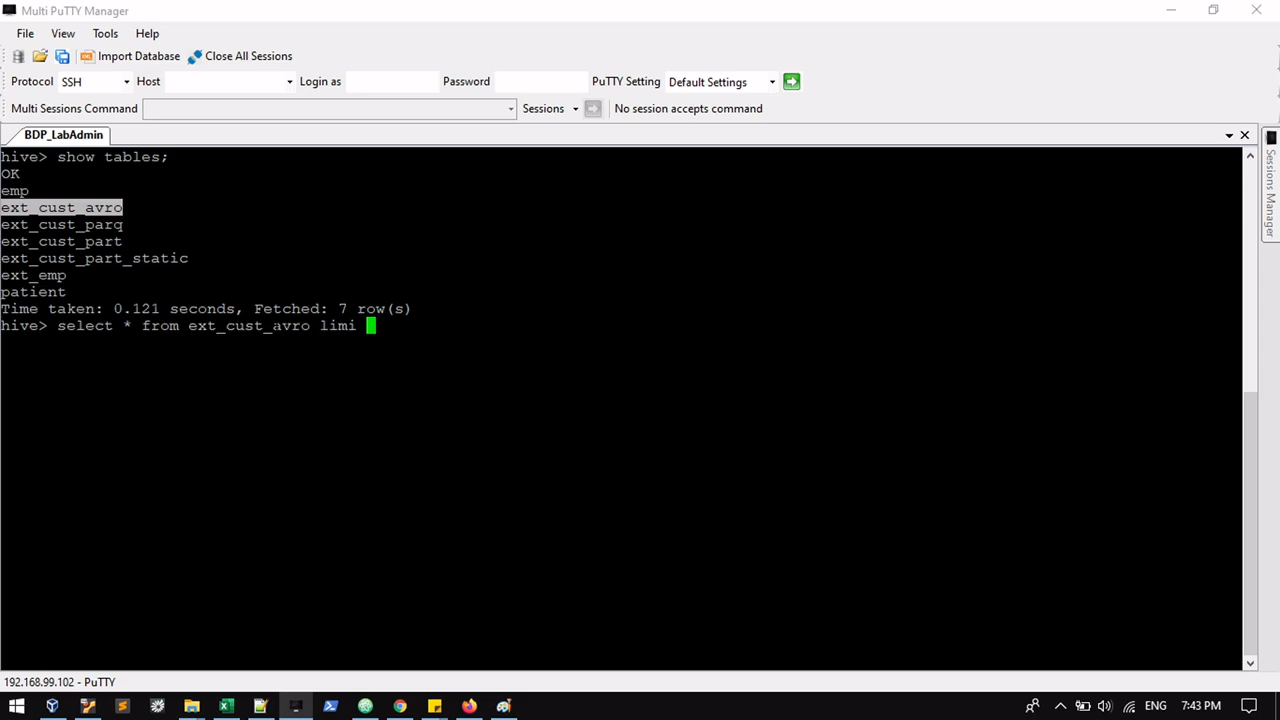 Multi PuTTY Manager
File View Tools Help
Import Database Close All Sessions
Protocol SSH Host Login as Password PuTTY Setting Default Settings
Multi Sessions Command Sessions No session accepts command
BDP_LabAdmin
Sessions Manager
hive> show tables;
OK
emp
ext_cust_avro
ext_cust_parq
ext_cust_part
ext_cust_part_static
ext_emp
patient
Time taken: 0.121 seconds, Fetched: 7 row(s)
hive> select * from ext_cust_avro limi
192.168.99.102 - PuTTY
ENG 7:43 PM